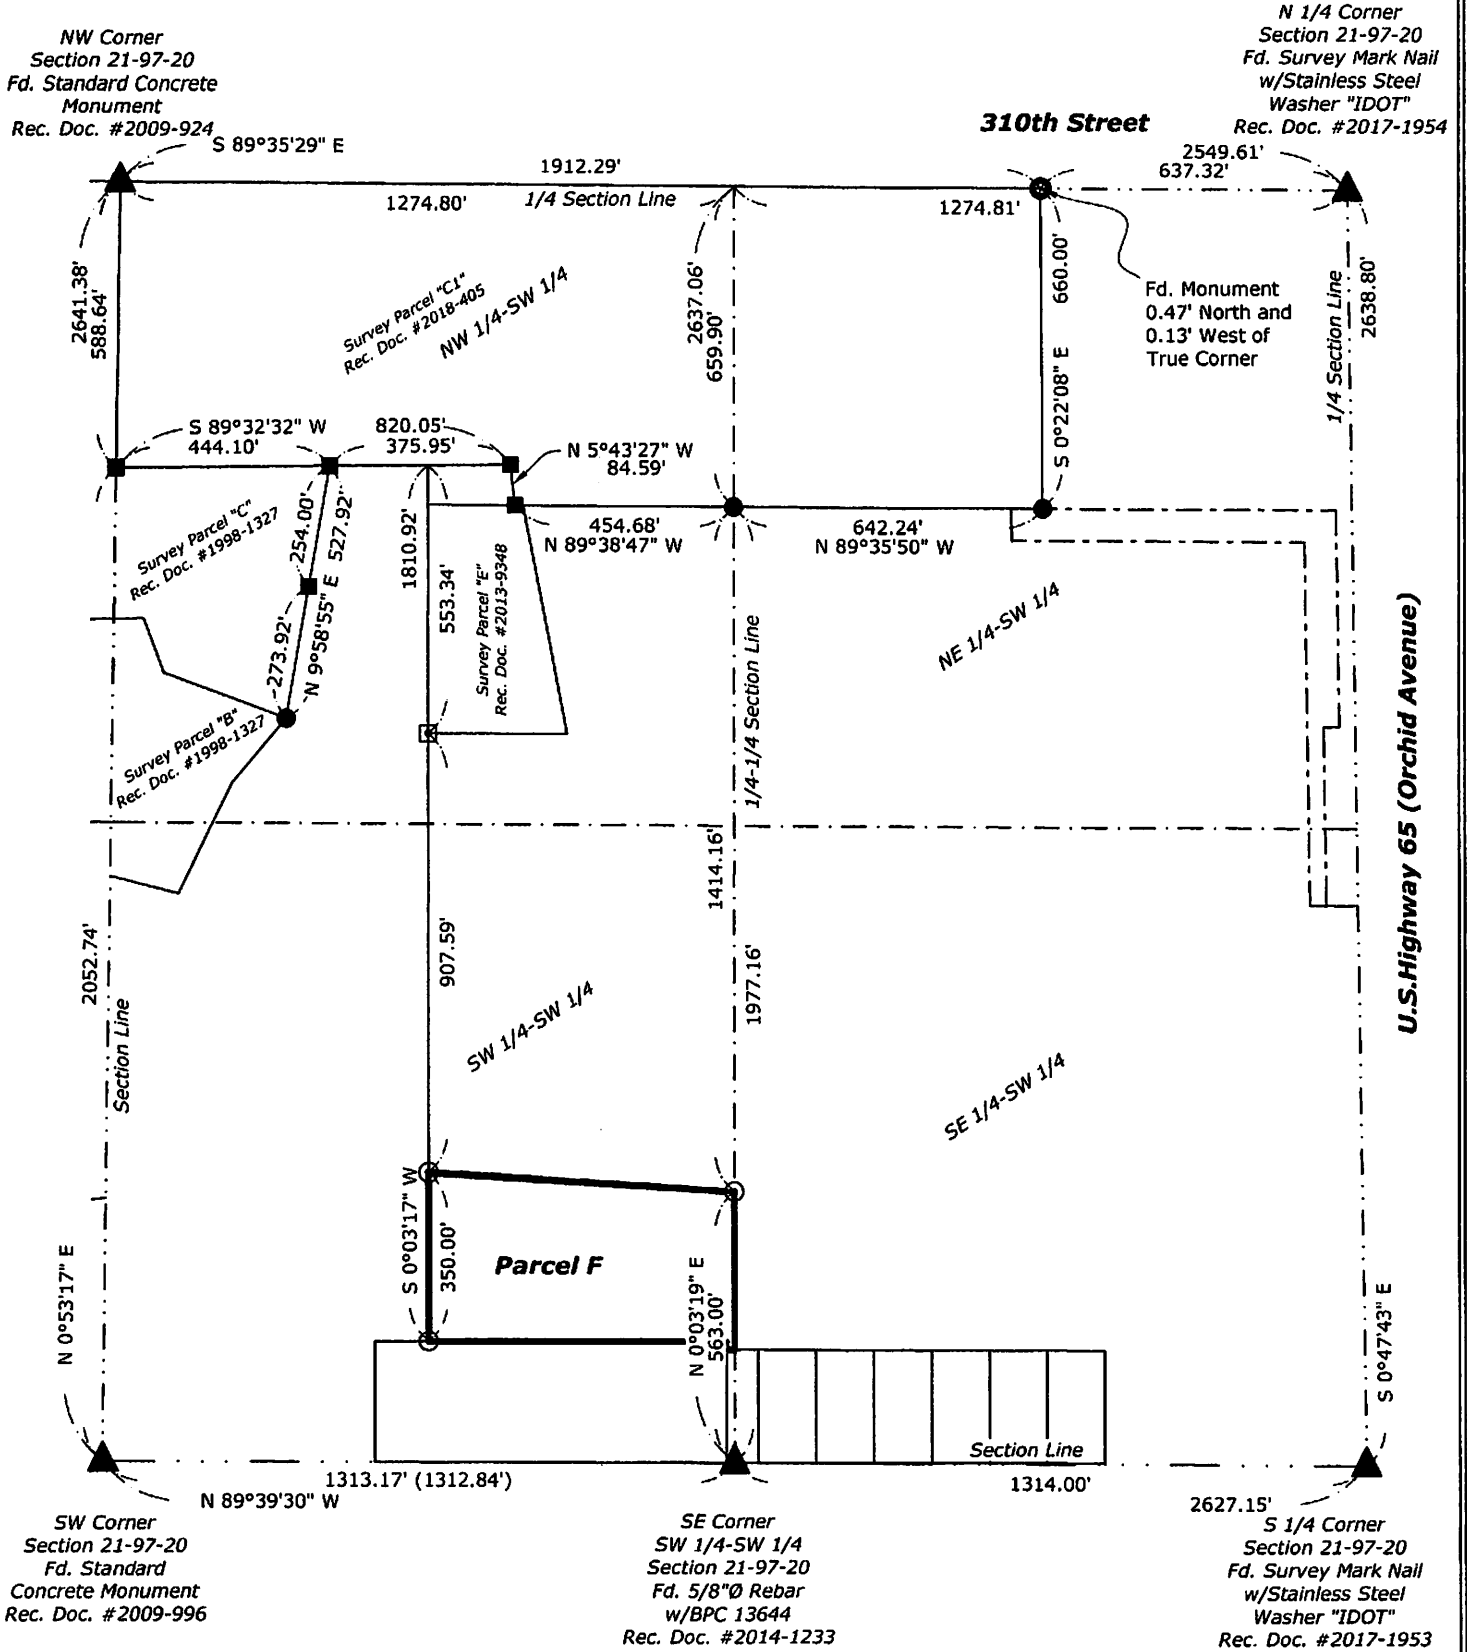 NW Corner
Section 21-97-20
Fd. Standard Concrete
Monument
Rec. Doc. #2009-924
S 89°35'29" E
N 1/4 Corner
Section 21-97-20
Fd. Survey Mark Nail
w/Stainless Steel
Washer "IDOT"
Rec. Doc. #2017-1954
310th Street
1912.29'
2549.61'
637.32'
1274.80'
1/4 Section Line
1274.81'
2641.38'
588.64'
Survey Parcel "C1"
Rec. Doc. #2018-405
NW 1/4-SW 1/4
2637.06'
659.90'
660.00'
S 0°22'08" E
Fd. Monument
0.47' North and
0.13' West of
True Corner
1/4 Section Line
2638.80'
S 89°32'32" W
444.10'
820.05'
375.95'
N 5°43'27" W
84.59'
454.68'
N 89°38'47" W
642.24'
N 89°35'50" W
Survey Parcel "C"
Rec. Doc. #1998-1327
254.00'
527.92'
273.92'
N 9°58'55" E
1810.92'
553.34'
Survey Parcel "E"
Rec. Doc. #2013-9348
1/4-1/4 Section Line
NE 1/4-SW 1/4
U.S.Highway 65 (Orchid Avenue)
Survey Parcel "B"
Rec. Doc. #1998-1327
2052.74'
Section Line
907.59'
1414.16'
1977.16'
SW 1/4-SW 1/4
SE 1/4-SW 1/4
N 0°53'17" E
S 0°03'17" W
350.00'
Parcel F
N 0°03'19" E
563.00'
S 0°47'43" E
Section Line
1313.17' (1312.84')
1314.00'
N 89°39'30" W
2627.15'
SW Corner
Section 21-97-20
Fd. Standard
Concrete Monument
Rec. Doc. #2009-996
SE Corner
SW 1/4-SW 1/4
Section 21-97-20
Fd. 5/8"Ø Rebar
w/BPC 13644
Rec. Doc. #2014-1233
S 1/4 Corner
Section 21-97-20
Fd. Survey Mark Nail
w/Stainless Steel
Washer "IDOT"
Rec. Doc. #2017-1953